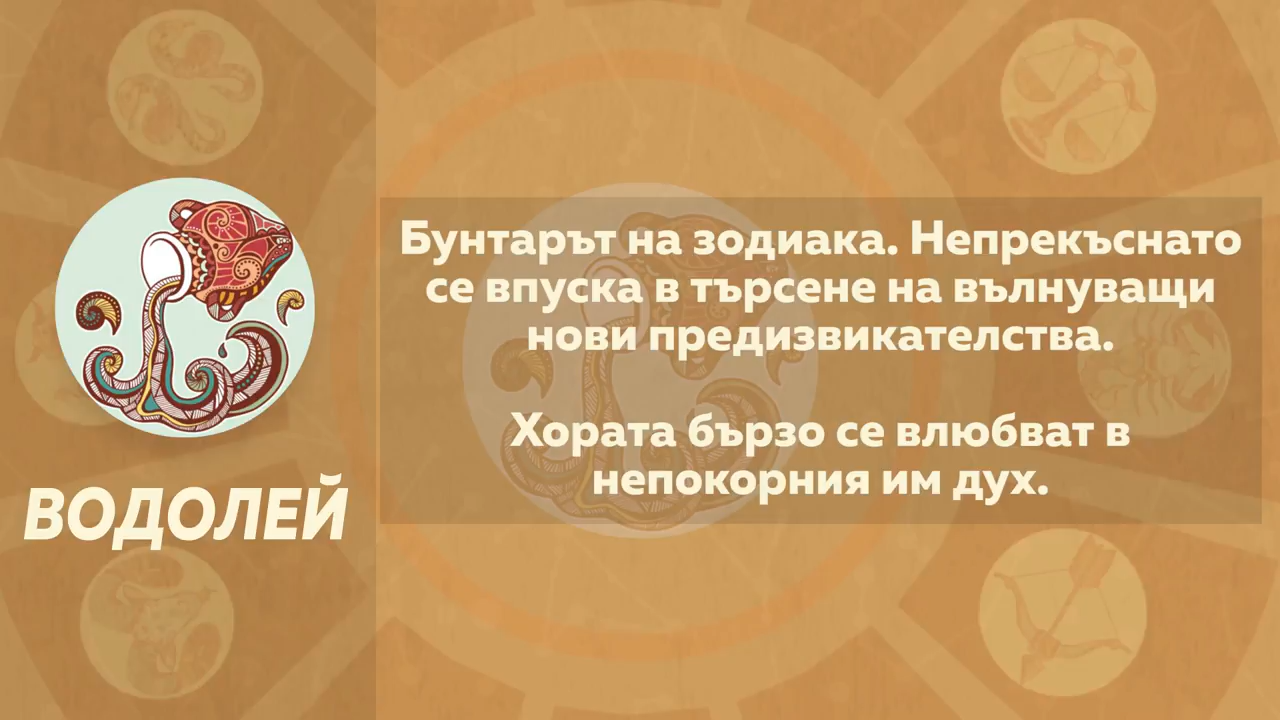 ВОДОЛЕЙ
Бунтарът на зодиака. Непрекъснато
се впуска в търсене на вълнуващи
нови предизвикателства.
Хората бързо се влюбват в
непокорния им дух.